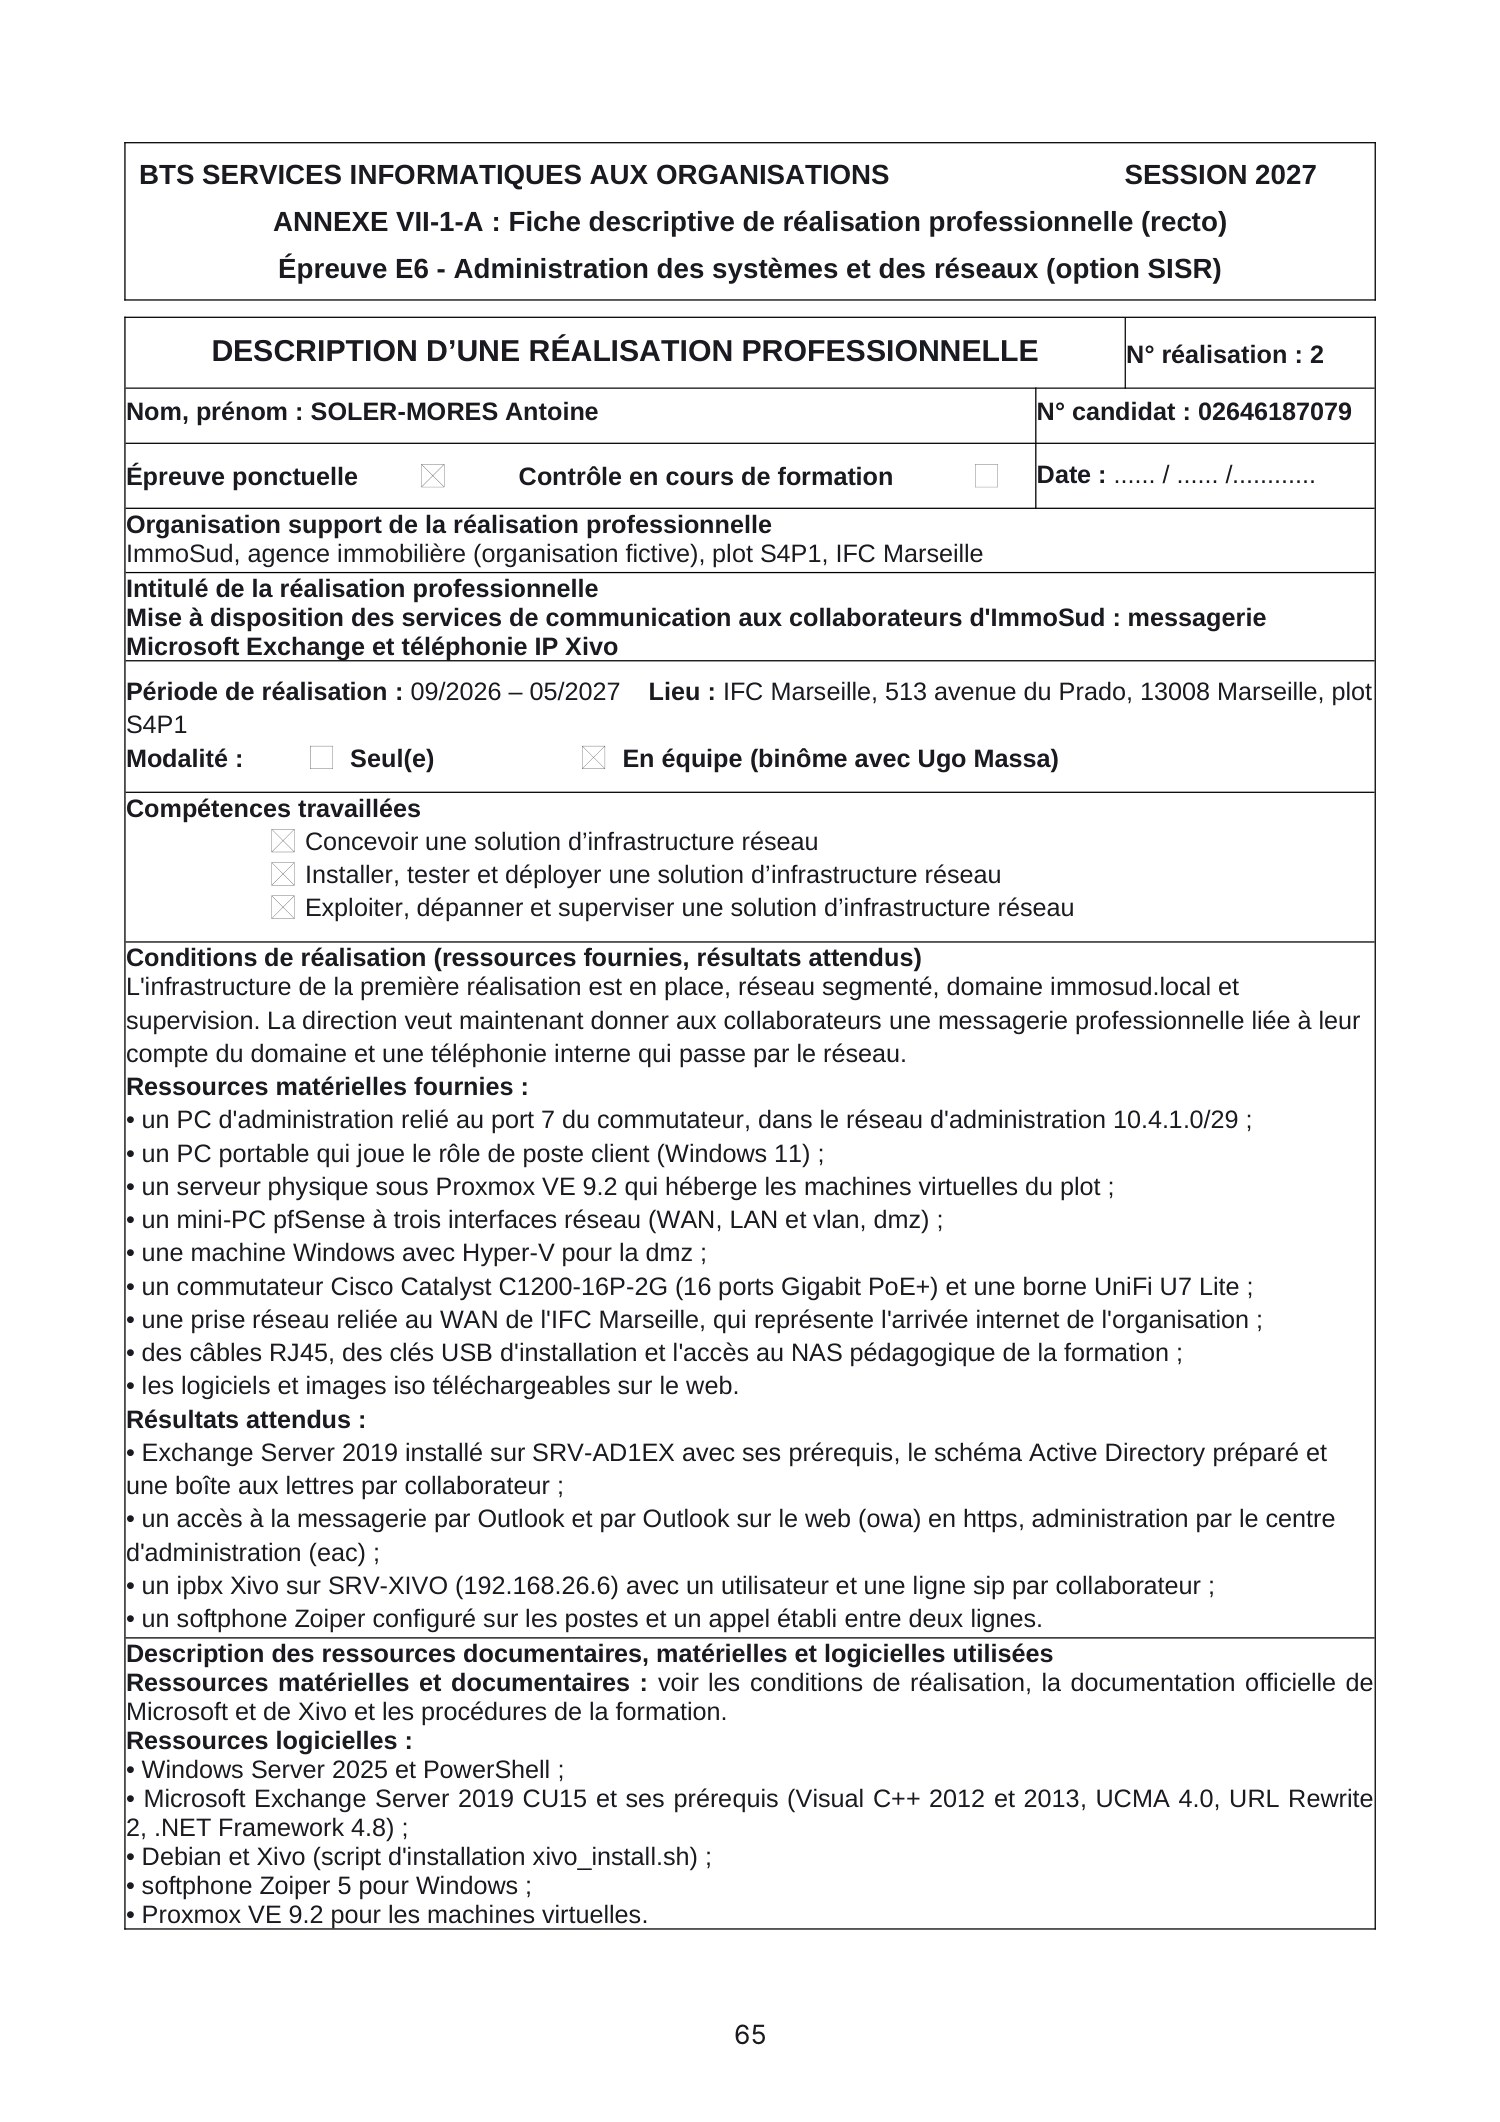 BTS SERVICES INFORMATIQUES AUX ORGANISATIONS SESSION 2027
ANNEXE VII-1-A : Fiche descriptive de réalisation professionnelle (recto)
Épreuve E6 - Administration des systèmes et des réseaux (option SISR)
DESCRIPTION D’UNE RÉALISATION PROFESSIONNELLE
N° réalisation : 2
Nom, prénom : SOLER-MORES Antoine
N° candidat : 02646187079
Épreuve ponctuelle ☒ Contrôle en cours de formation ☐
Date : ...... / ...... /............
Organisation support de la réalisation professionnelle
ImmoSud, agence immobilière (organisation fictive), plot S4P1, IFC Marseille
Intitulé de la réalisation professionnelle
Mise à disposition des services de communication aux collaborateurs d'ImmoSud : messagerie
Microsoft Exchange et téléphonie IP Xivo
Période de réalisation : 09/2026 – 05/2027 Lieu : IFC Marseille, 513 avenue du Prado, 13008 Marseille, plot
S4P1
Modalité : ☐ Seul(e) ☒ En équipe (binôme avec Ugo Massa)
Compétences travaillées
☒ Concevoir une solution d’infrastructure réseau
☒ Installer, tester et déployer une solution d’infrastructure réseau
☒ Exploiter, dépanner et superviser une solution d’infrastructure réseau
Conditions de réalisation (ressources fournies, résultats attendus)
L'infrastructure de la première réalisation est en place, réseau segmenté, domaine immosud.local et
supervision. La direction veut maintenant donner aux collaborateurs une messagerie professionnelle liée à leur
compte du domaine et une téléphonie interne qui passe par le réseau.
Ressources matérielles fournies :
• un PC d'administration relié au port 7 du commutateur, dans le réseau d'administration 10.4.1.0/29 ;
• un PC portable qui joue le rôle de poste client (Windows 11) ;
• un serveur physique sous Proxmox VE 9.2 qui héberge les machines virtuelles du plot ;
• un mini-PC pfSense à trois interfaces réseau (WAN, LAN et vlan, dmz) ;
• une machine Windows avec Hyper-V pour la dmz ;
• un commutateur Cisco Catalyst C1200-16P-2G (16 ports Gigabit PoE+) et une borne UniFi U7 Lite ;
• une prise réseau reliée au WAN de l'IFC Marseille, qui représente l'arrivée internet de l'organisation ;
• des câbles RJ45, des clés USB d'installation et l'accès au NAS pédagogique de la formation ;
• les logiciels et images iso téléchargeables sur le web.
Résultats attendus :
• Exchange Server 2019 installé sur SRV-AD1EX avec ses prérequis, le schéma Active Directory préparé et
une boîte aux lettres par collaborateur ;
• un accès à la messagerie par Outlook et par Outlook sur le web (owa) en https, administration par le centre
d'administration (eac) ;
• un ipbx Xivo sur SRV-XIVO (192.168.26.6) avec un utilisateur et une ligne sip par collaborateur ;
• un softphone Zoiper configuré sur les postes et un appel établi entre deux lignes.
Description des ressources documentaires, matérielles et logicielles utilisées
Ressources matérielles et documentaires : voir les conditions de réalisation, la documentation officielle de
Microsoft et de Xivo et les procédures de la formation.
Ressources logicielles :
• Windows Server 2025 et PowerShell ;
• Microsoft Exchange Server 2019 CU15 et ses prérequis (Visual C++ 2012 et 2013, UCMA 4.0, URL Rewrite
2, .NET Framework 4.8) ;
• Debian et Xivo (script d'installation xivo_install.sh) ;
• softphone Zoiper 5 pour Windows ;
• Proxmox VE 9.2 pour les machines virtuelles.
65